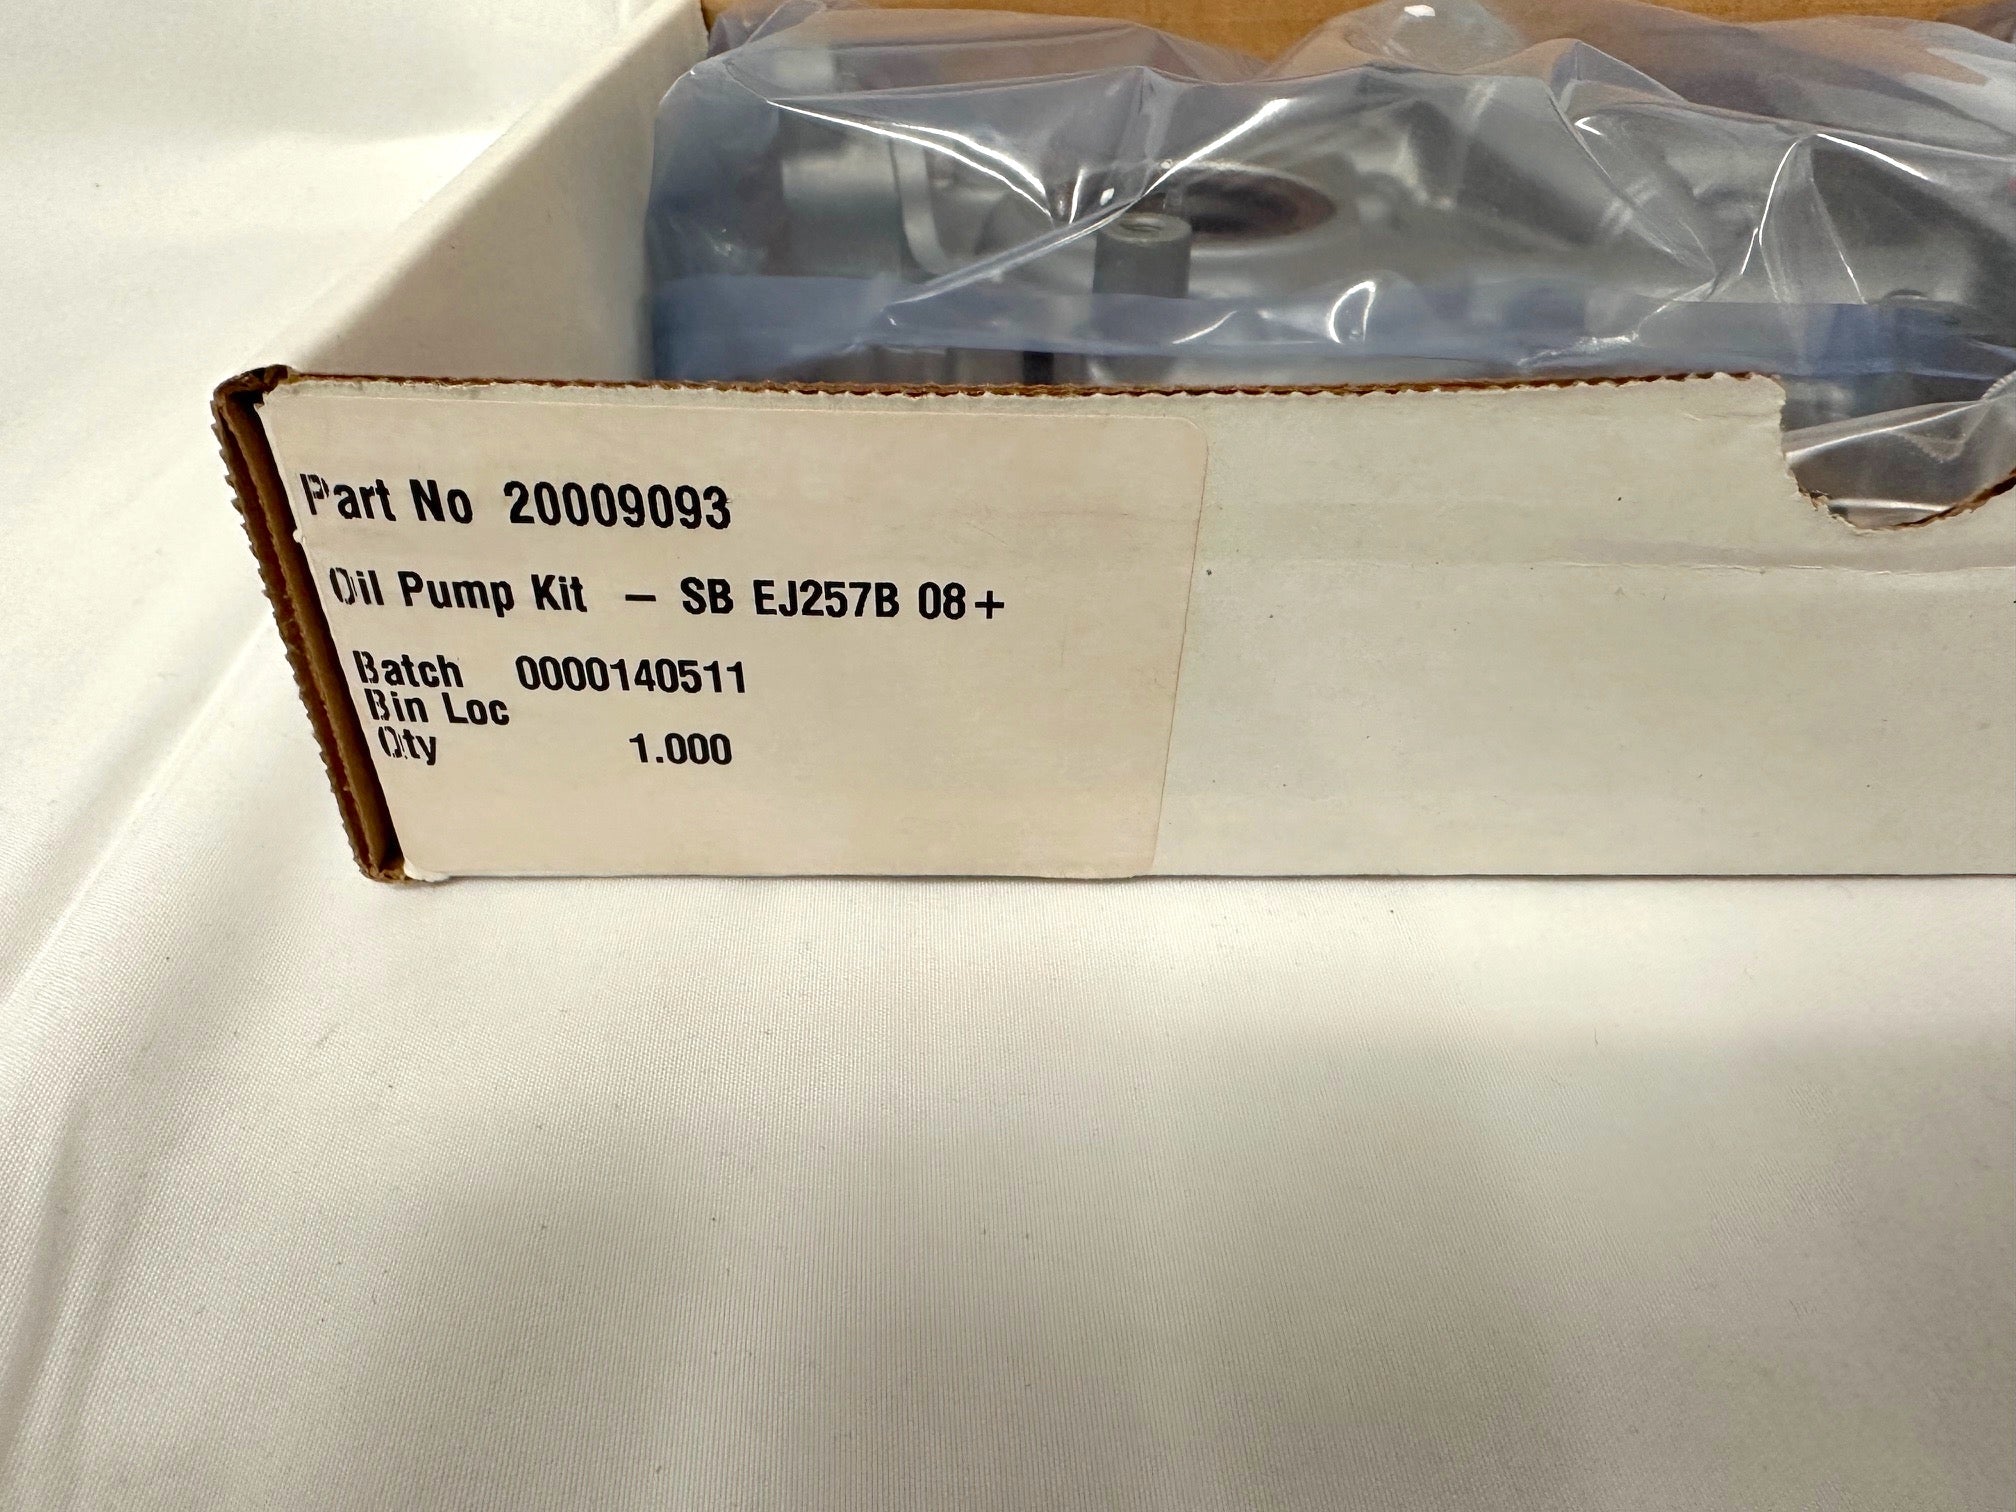 Part No 20009093
Oil Pump Kit – SB EJ257B 08+
Batch 0000140511
Bin Loc
Qty 1.000